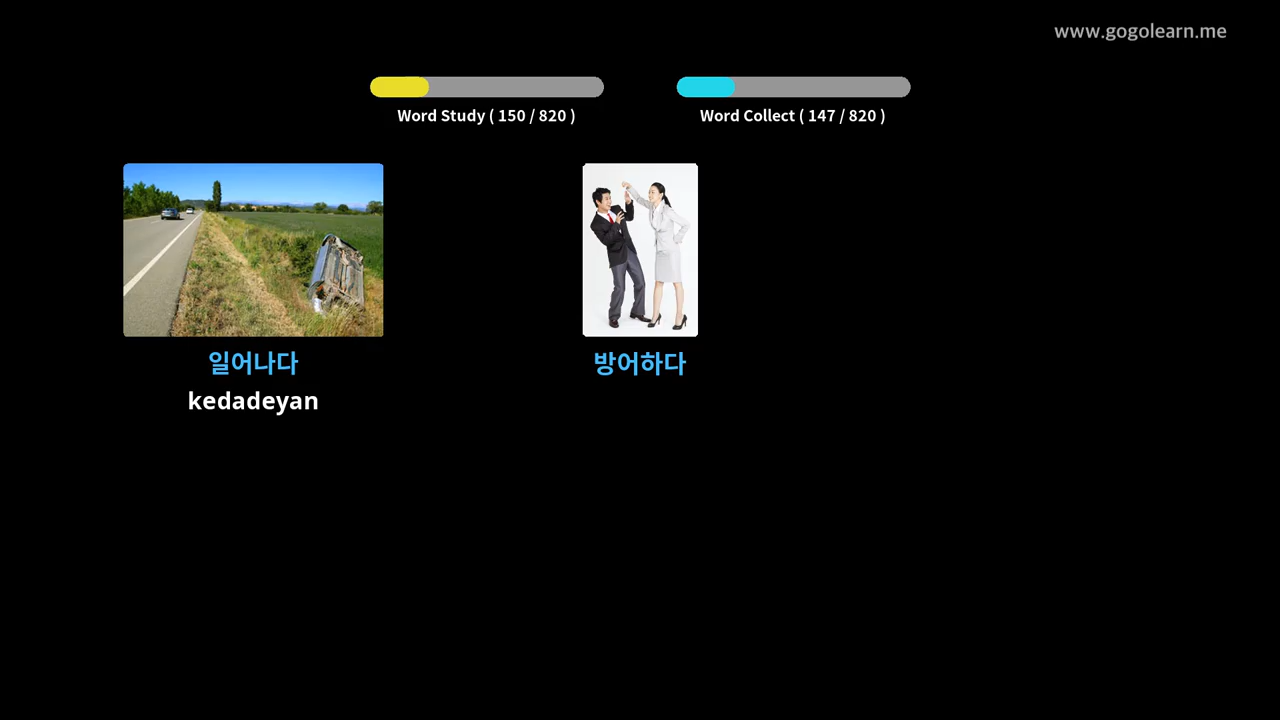 www.gogolearn.me
Word Study ( 150 / 820 )
Word Collect ( 147 / 820 )
일어나다
kedadeyan
방어하다